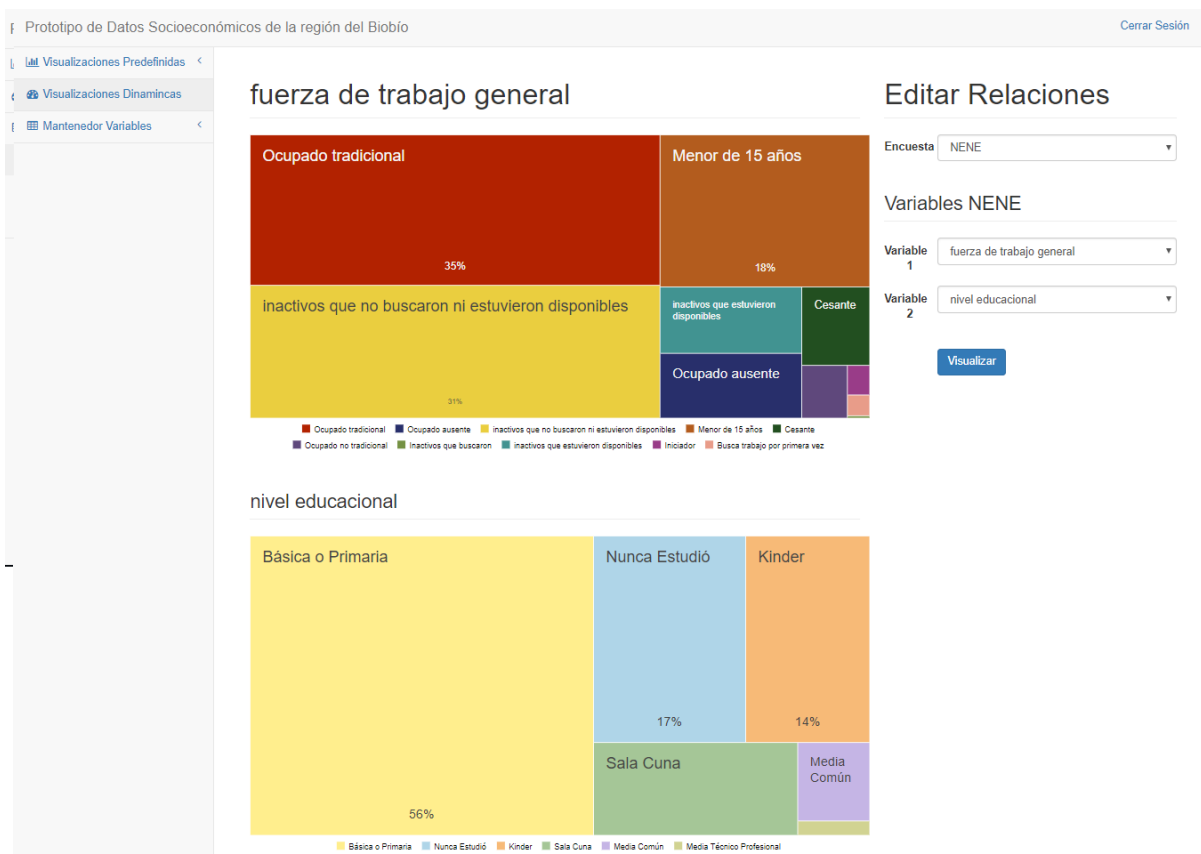 Prototipo de Datos Socioeconómicos de la región del Biobío
Cerrar Sesión
Visualizaciones Predefinidas
Visualizaciones Dinamincas
Mantenedor Variables
fuerza de trabajo general
Ocupado tradicional
35%
Menor de 15 años
18%
inactivos que no buscaron ni estuvieron disponibles
31%
inactivos que estuvieron
disponibles
Cesante
Ocupado ausente
Ocupado tradicional Ocupado ausente inactivos que no buscaron ni estuvieron disponibles Menor de 15 años Cesante
Ocupado no tradicional Inactivos que buscaron inactivos que estuvieron disponibles Iniciador Busca trabajo por primera vez
nivel educacional
Básica o Primaria
56%
Nunca Estudió
17%
Kinder
14%
Sala Cuna
Media
Común
Básica o Primaria Nunca Estudió Kinder Sala Cuna Media Común Media Técnico Profesional
Editar Relaciones
Encuesta NENE
Variables NENE
Variable
1
fuerza de trabajo general
Variable
2
nivel educacional
Visualizar